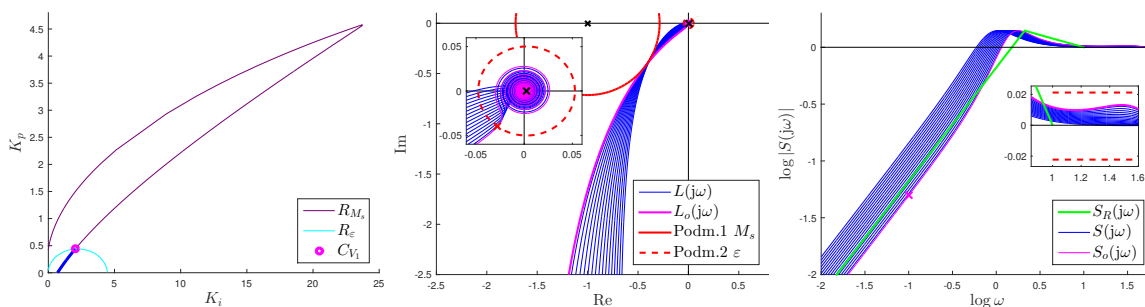 4.5
4
3.5
3
2.5
2
1.5
1
0.5
0
0 5 10 15 20 25
K_p
K_i
R_{M_s}
R_ε
C_{V_1}
0
-0.5
-1
-1.5
-2
-2.5
-2.5 -2 -1.5 -1 -0.5 0 0.5
Im
Re
0.05
0
-0.05
-0.05 0 0.05
L(jω)
L_o(jω)
Podm.1 M_s
Podm.2 ε
0
-0.5
-1
-1.5
-2 -1.5 -1 -0.5 0 0.5 1 1.5
log |S(jω)|
log ω
0.02
0
-0.02
1 1.2 1.4 1.6
S_R(jω)
S(jω)
S_o(jω)